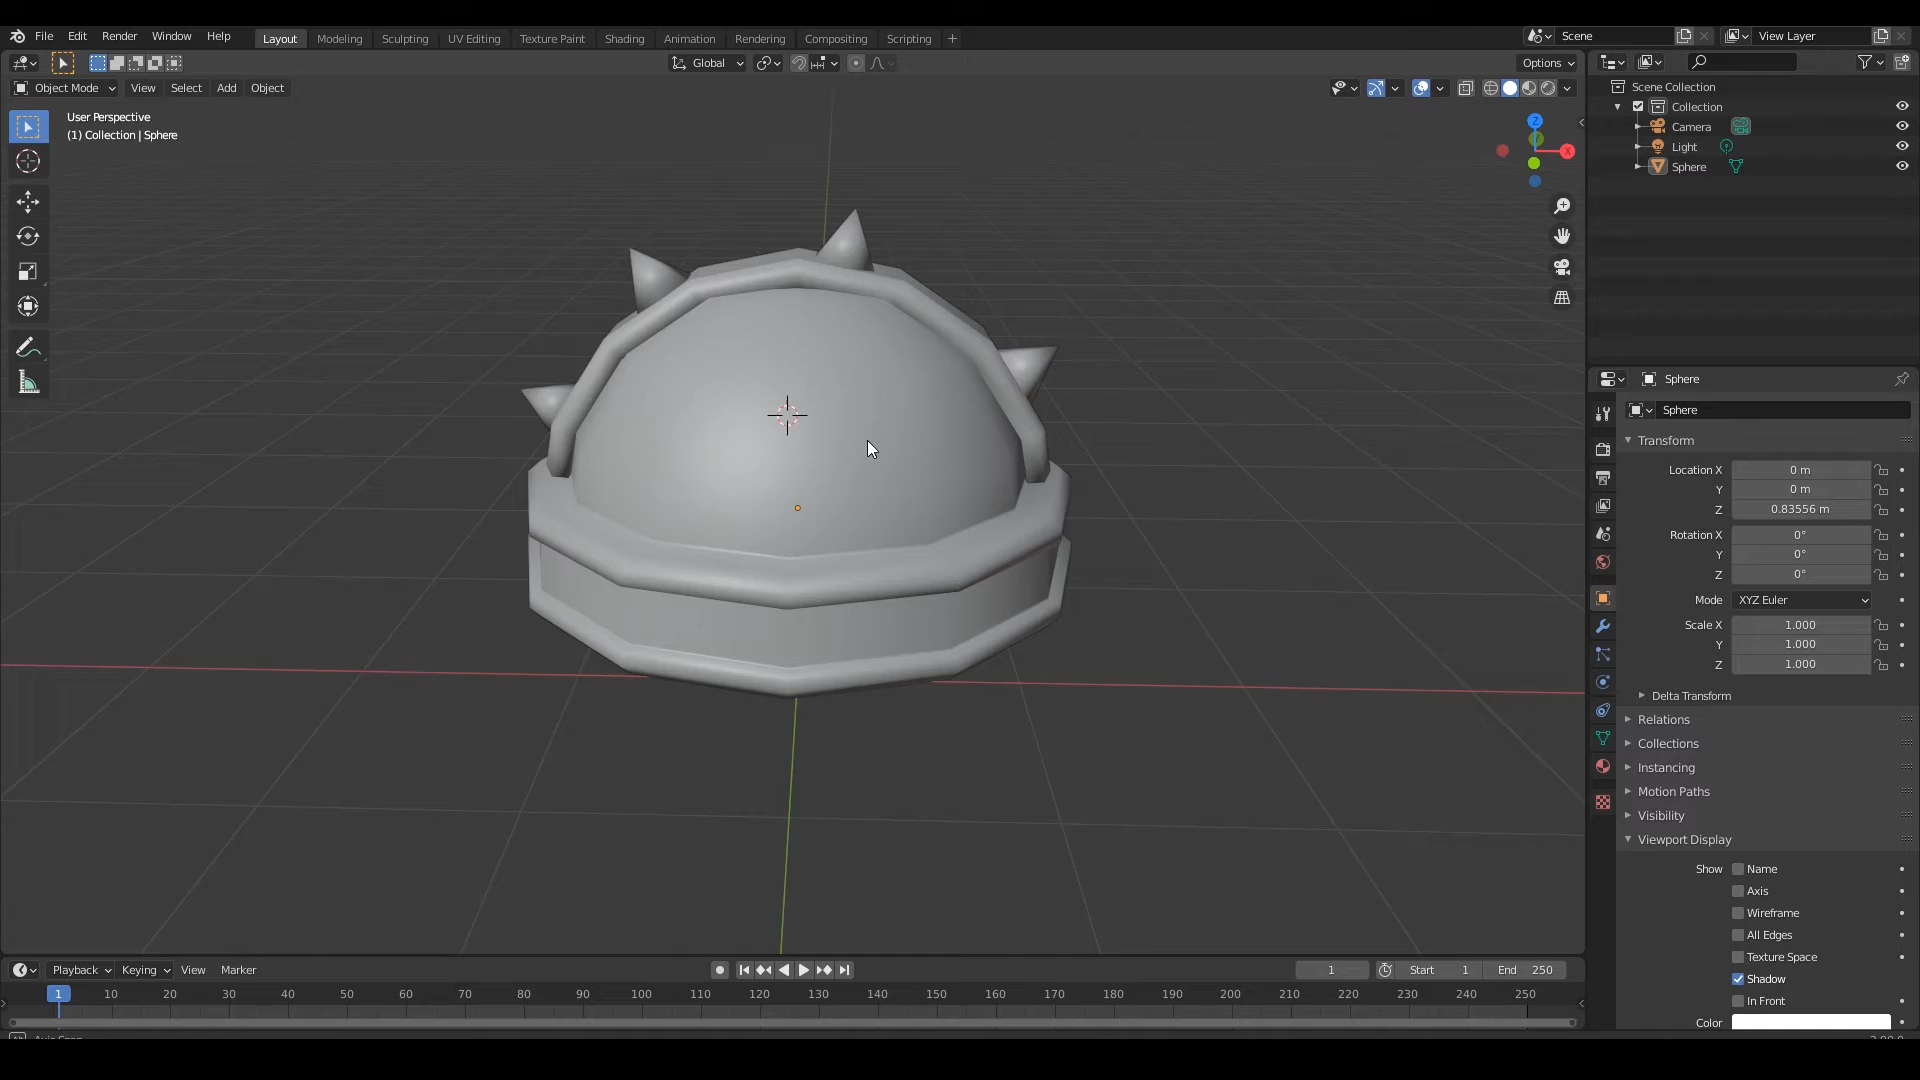 File Edit Render Window Help Layout Modeling Sculpting UV Editing Texture Paint Shading Animation Rendering Compositing Scripting + Scene View Layer
Global Options
Object Mode View Select Add Object
User Perspective
(1) Collection | Sphere
Z
X
Scene Collection
Collection
Camera
Light
Sphere
Sphere
Sphere
Transform
Location X 0 m
Y 0 m
Z 0.83556 m
Rotation X 0°
Y 0°
Z 0°
Mode XYZ Euler
Scale X 1.000
Y 1.000
Z 1.000
Delta Transform
Relations
Collections
Instancing
Motion Paths
Visibility
Viewport Display
Show Name
Axis
Wireframe
All Edges
Texture Space
Shadow
In Front
Color
Playback Keying View Marker 1 Start 1 End 250
1 10 20 30 40 50 60 70 80 90 100 110 120 130 140 150 160 170 180 190 200 210 220 230 240 250